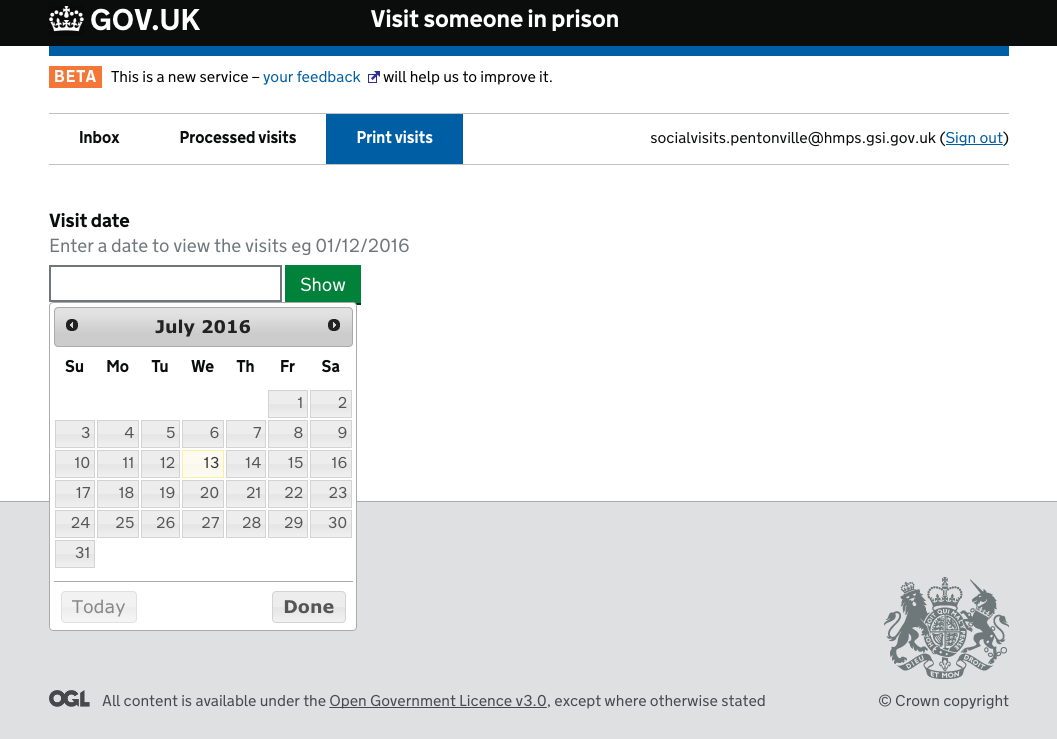 GOV.UK Visit someone in prison
BETA This is a new service – your feedback will help us to improve it.
Inbox Processed visits Print visits socialvisits.pentonville@hmps.gsi.gov.uk (Sign out)
Visit date
Enter a date to view the visits eg 01/12/2016
Show
July 2016
Su Mo Tu We Th Fr Sa
1 2
3 4 5 6 7 8 9
10 11 12 13 14 15 16
17 18 19 20 21 22 23
24 25 26 27 28 29 30
31
Today Done
OGL All content is available under the Open Government Licence v3.0, except where otherwise stated © Crown copyright